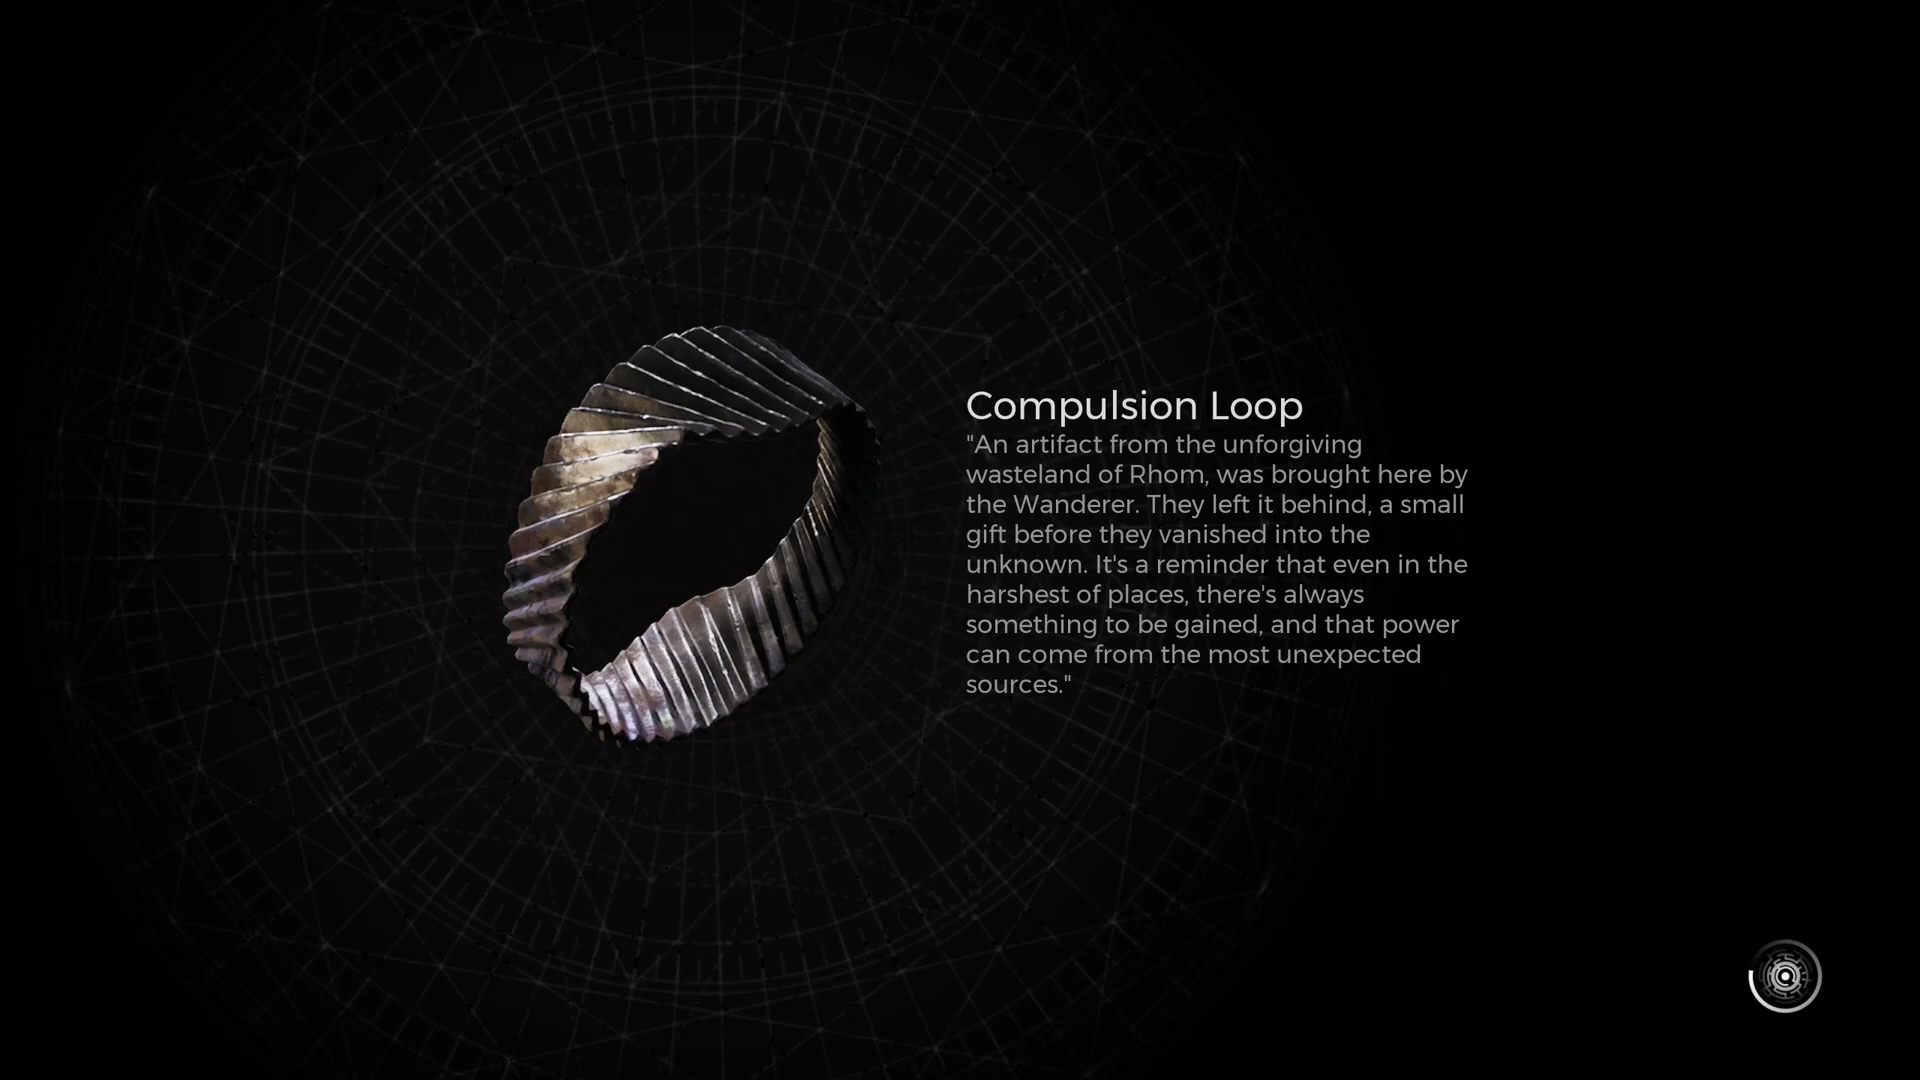 Compulsion Loop
"An artifact from the unforgiving
wasteland of Rhom, was brought here by
the Wanderer. They left it behind, a small
gift before they vanished into the
unknown. It's a reminder that even in the
harshest of places, there's always
something to be gained, and that power
can come from the most unexpected
sources."